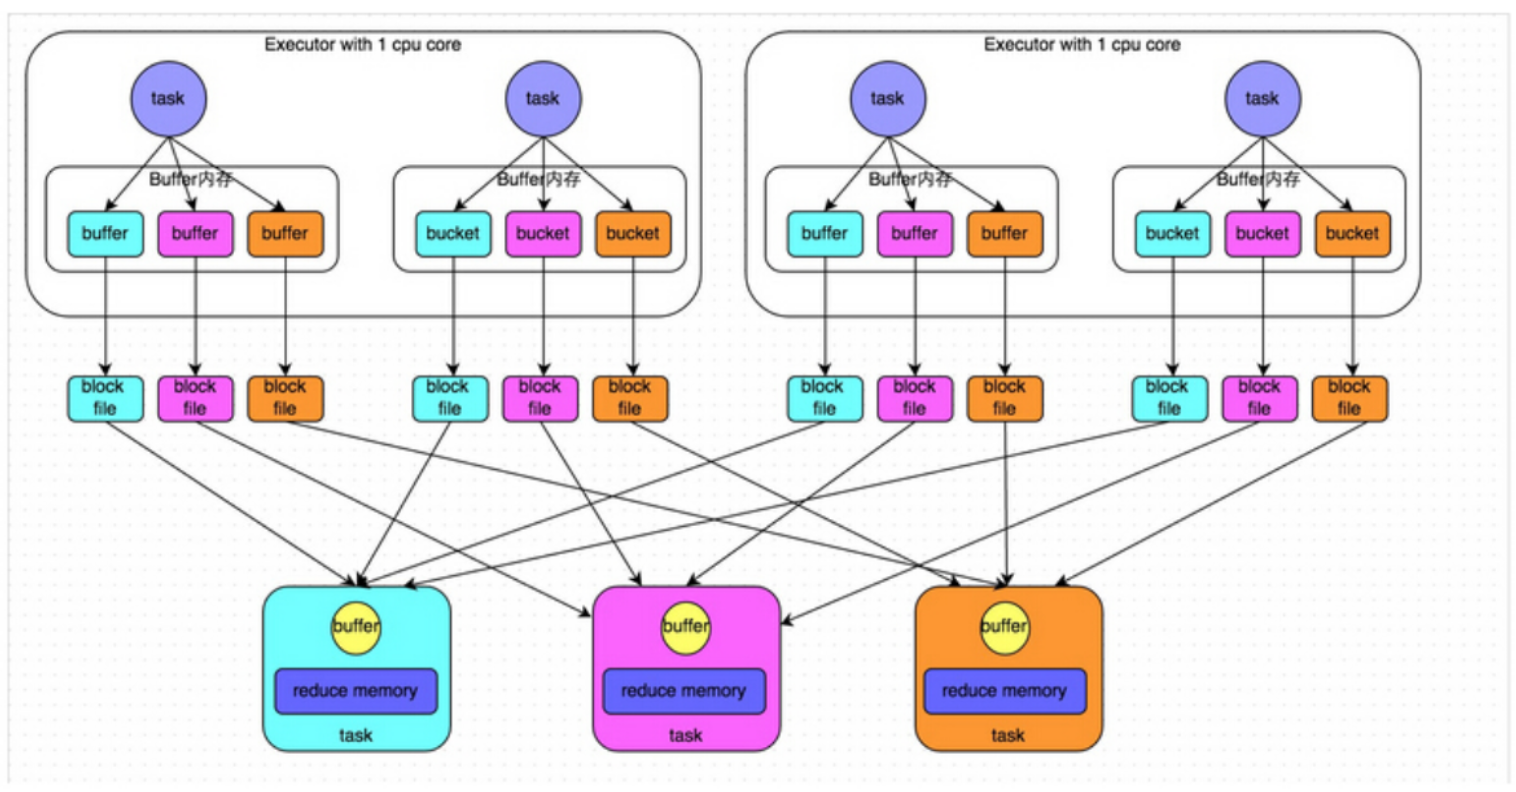 Executor with 1 cpu core
Executor with 1 cpu core
task
task
task
task
Buffer内存
Buffer内存
Buffer内存
Buffer内存
buffer
buffer
buffer
bucket
bucket
bucket
buffer
buffer
buffer
bucket
bucket
bucket
block
file
block
file
block
file
block
file
block
file
block
file
block
file
block
file
block
file
block
file
block
file
block
file
buffer
reduce memory
task
buffer
reduce memory
task
buffer
reduce memory
task